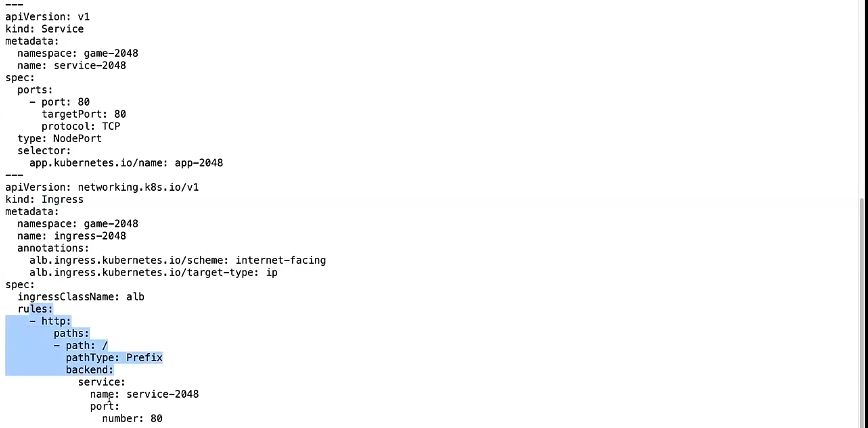 ---
apiVersion: v1
kind: Service
metadata:
  namespace: game-2048
  name: service-2048
spec:
  ports:
    - port: 80
      targetPort: 80
      protocol: TCP
  type: NodePort
  selector:
    app.kubernetes.io/name: app-2048
---
apiVersion: networking.k8s.io/v1
kind: Ingress
metadata:
  namespace: game-2048
  name: ingress-2048
  annotations:
    alb.ingress.kubernetes.io/scheme: internet-facing
    alb.ingress.kubernetes.io/target-type: ip
spec:
  ingressClassName: alb
  rules:
    - http:
        paths:
        - path: /
          pathType: Prefix
          backend:
            service:
              name: service-2048
              port:
                number: 80